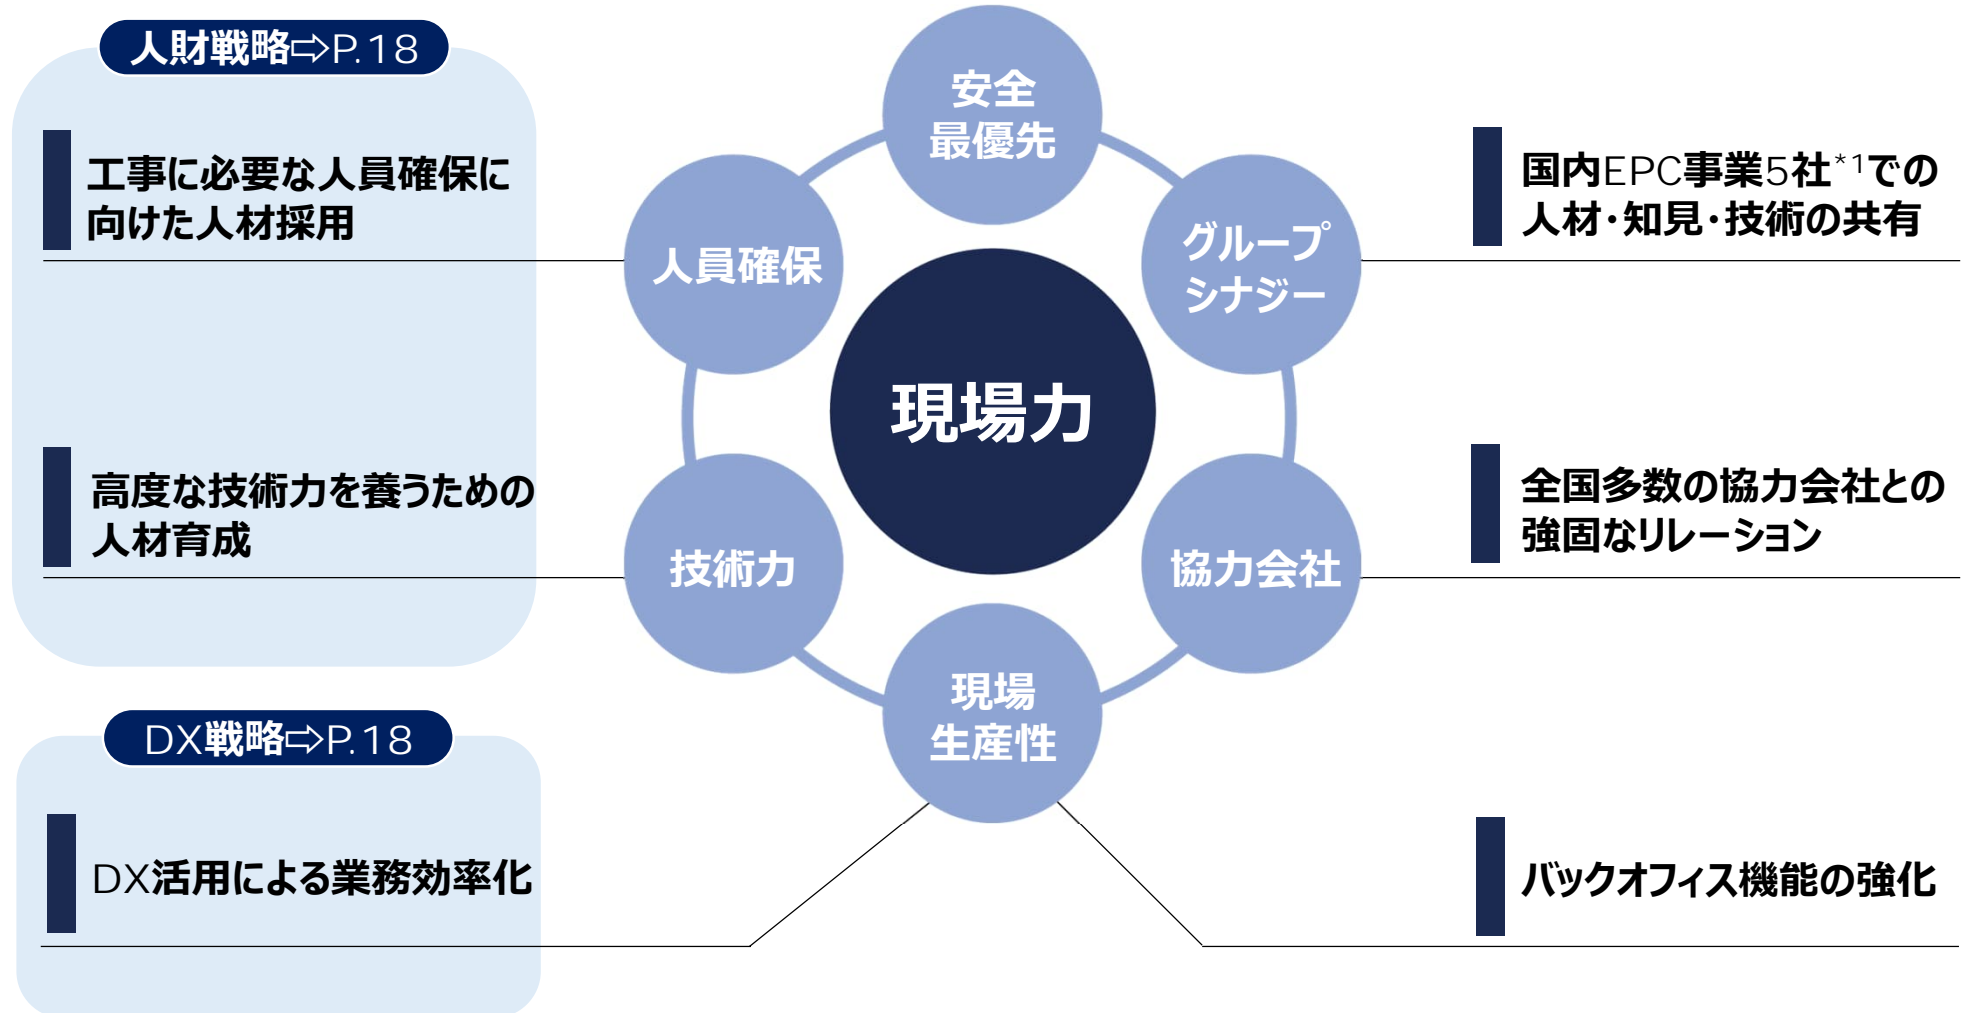 人財戦略⇨P.18
工事に必要な人員確保に
向けた人材採用
高度な技術力を養うための
人材育成
DX戦略⇨P.18
DX活用による業務効率化
安全
最優先
人員確保
グループ
シナジー
現場力
技術力
協力会社
現場
生産性
国内EPC事業5社*1での
人材・知見・技術の共有
全国多数の協力会社との
強固なリレーション
バックオフィス機能の強化